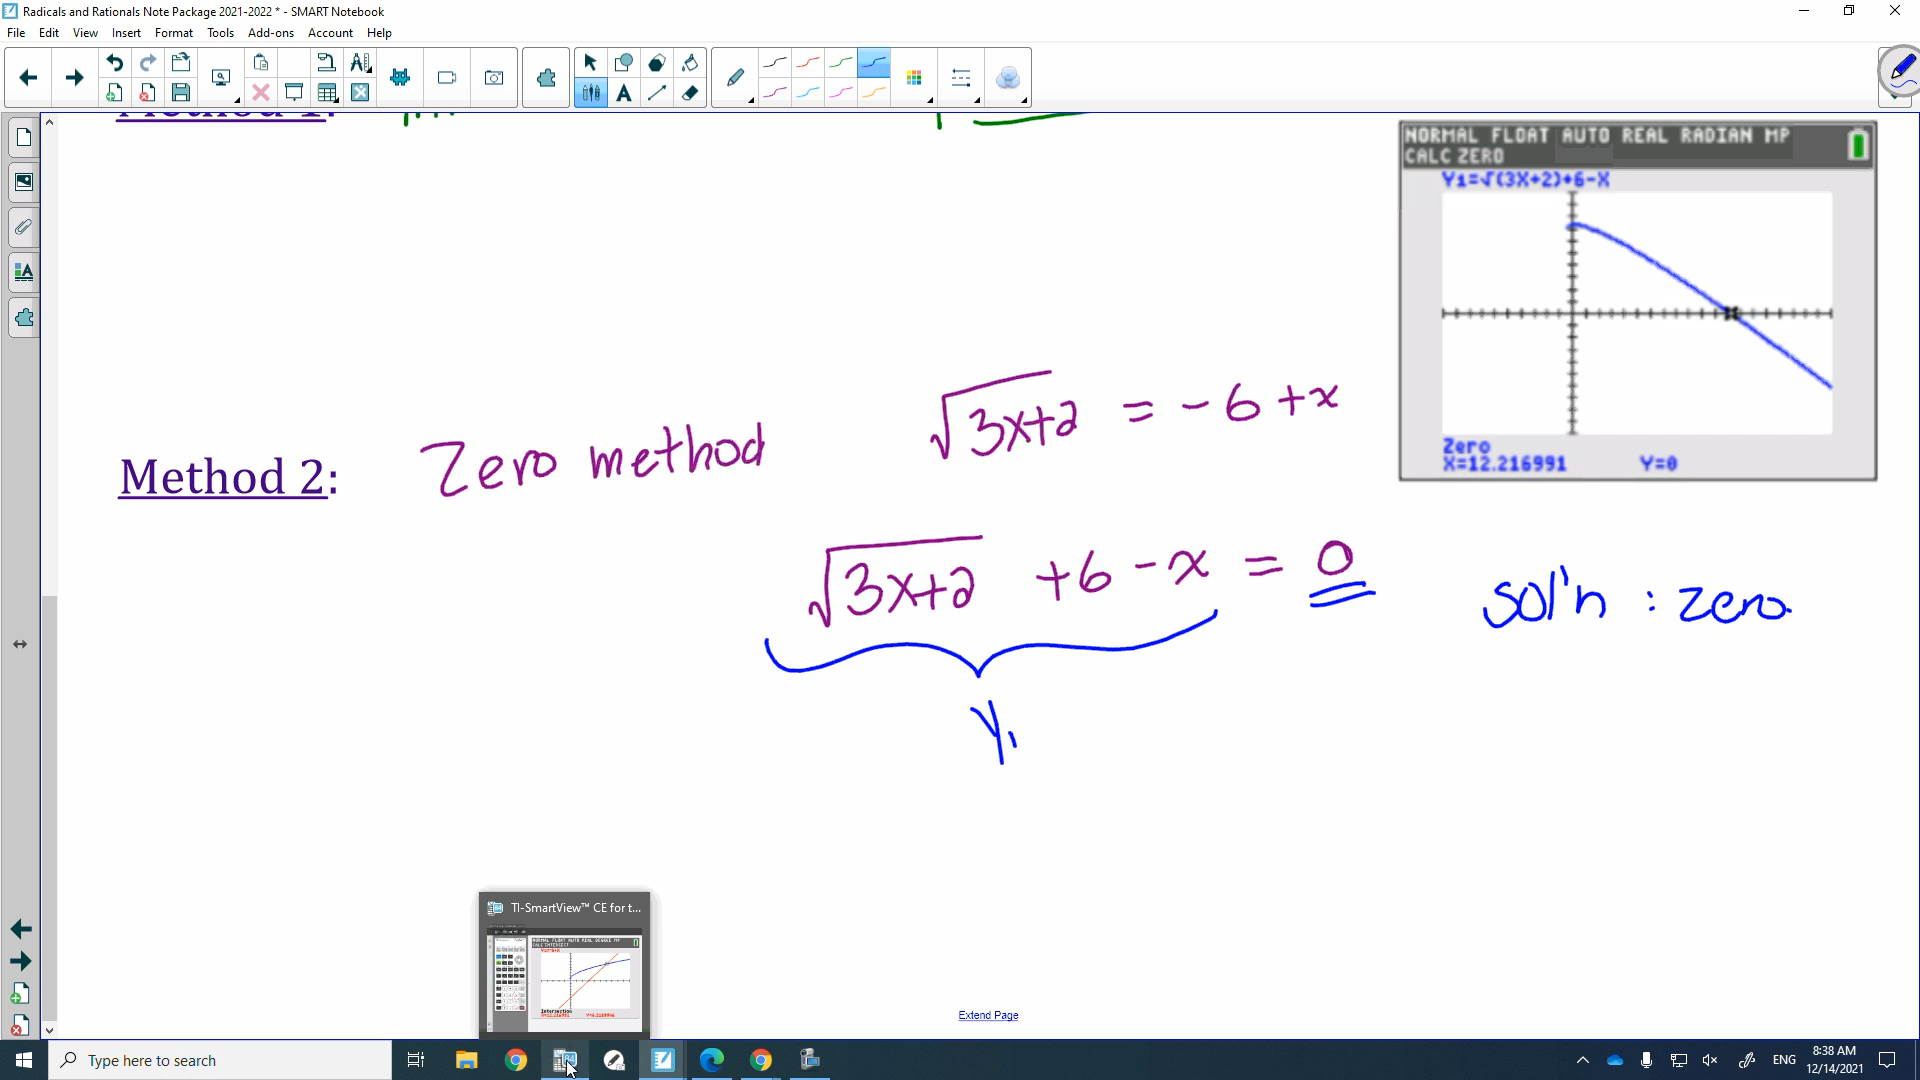 Radicals and Rationals Note Package 2021-2022 * - SMART Notebook
File Edit View Insert Format Tools Add-ons Account Help
NORMAL FLOAT AUTO REAL RADIAN MP
CALC ZERO
Y1=√(3X+2)+6-X
Zero
X=12.216991 Y=0
√3x+2 = -6 +x
Method 2: Zero method
√3x+2 +6 -x = 0
sol'n : zero.
y₁
TI-SmartView™ CE for t...
Intersection
Extend Page
Type here to search
ENG
8:38 AM
12/14/2021